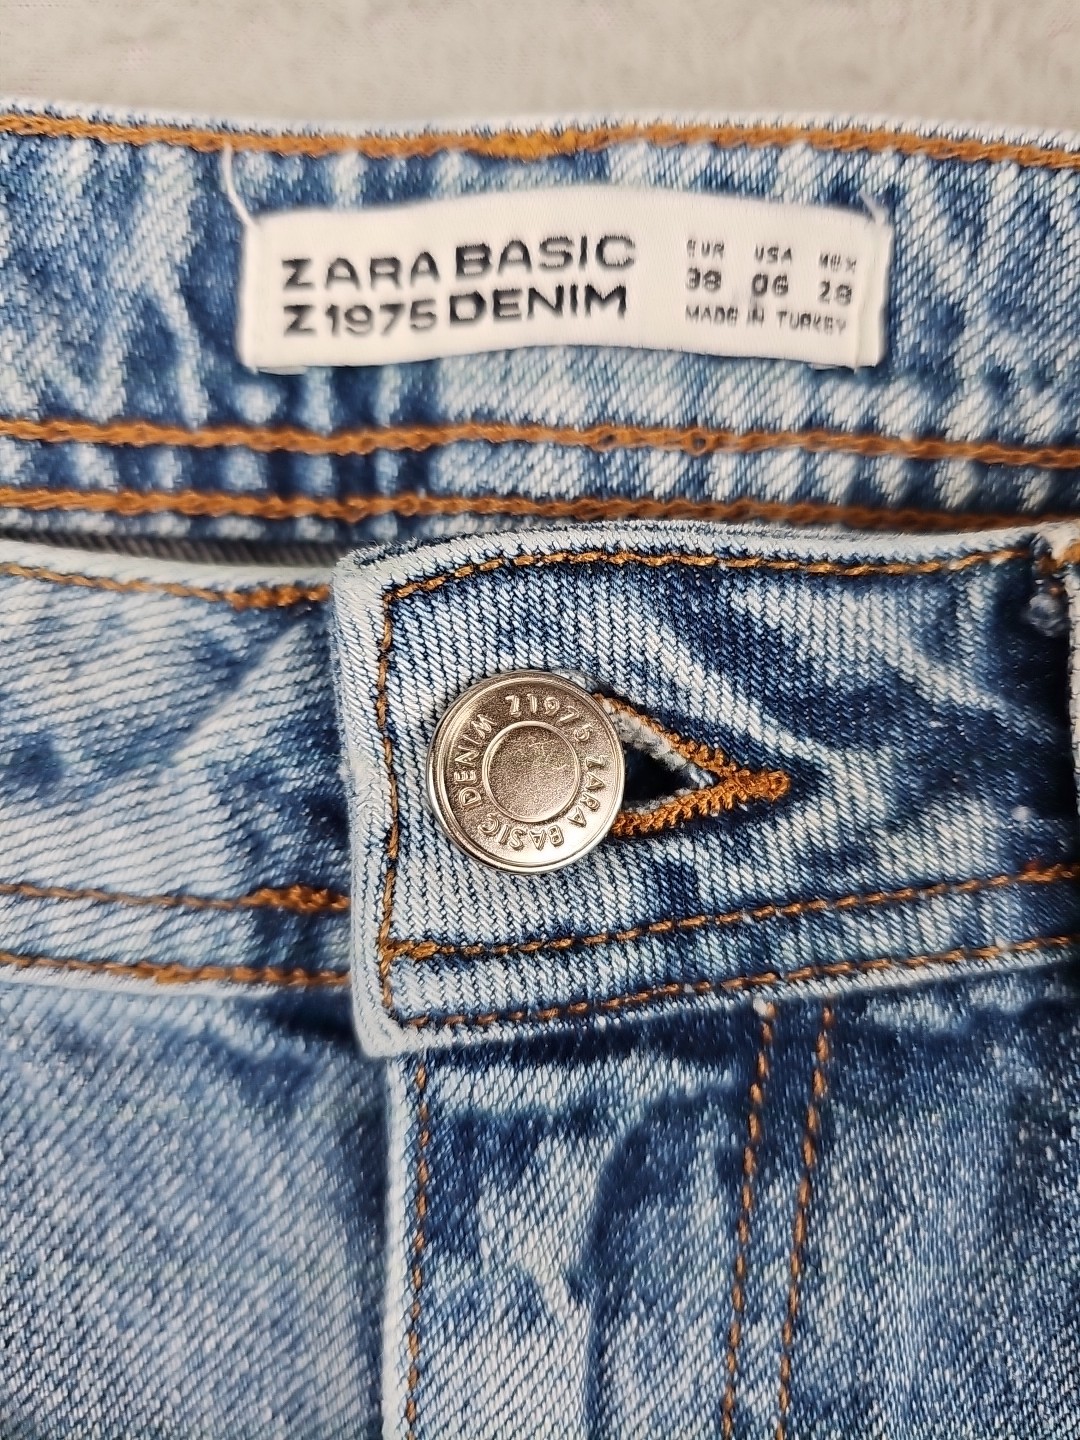 ZARA BASIC
Z1975 DENIM
EUR USA MEX
38 06 28
MADE IN TURKEY
DENIM Z1975 ZARA BASIC